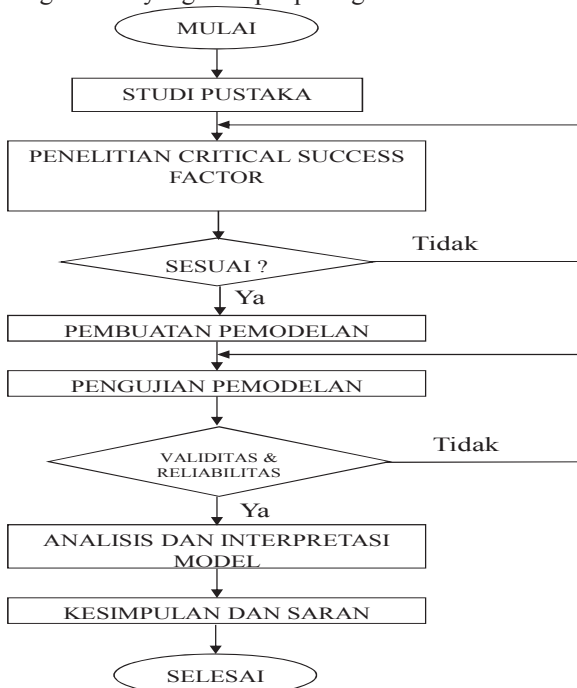 MULAI
STUDI PUSTAKA
PENELITIAN CRITICAL SUCCESS
FACTOR
SESUAI ?
Tidak
Ya
PEMBUATAN PEMODELAN
PENGUJIAN PEMODELAN
VALIDITAS &
RELIABILITAS
Tidak
Ya
ANALISIS DAN INTERPRETASI
MODEL
KESIMPULAN DAN SARAN
SELESAI